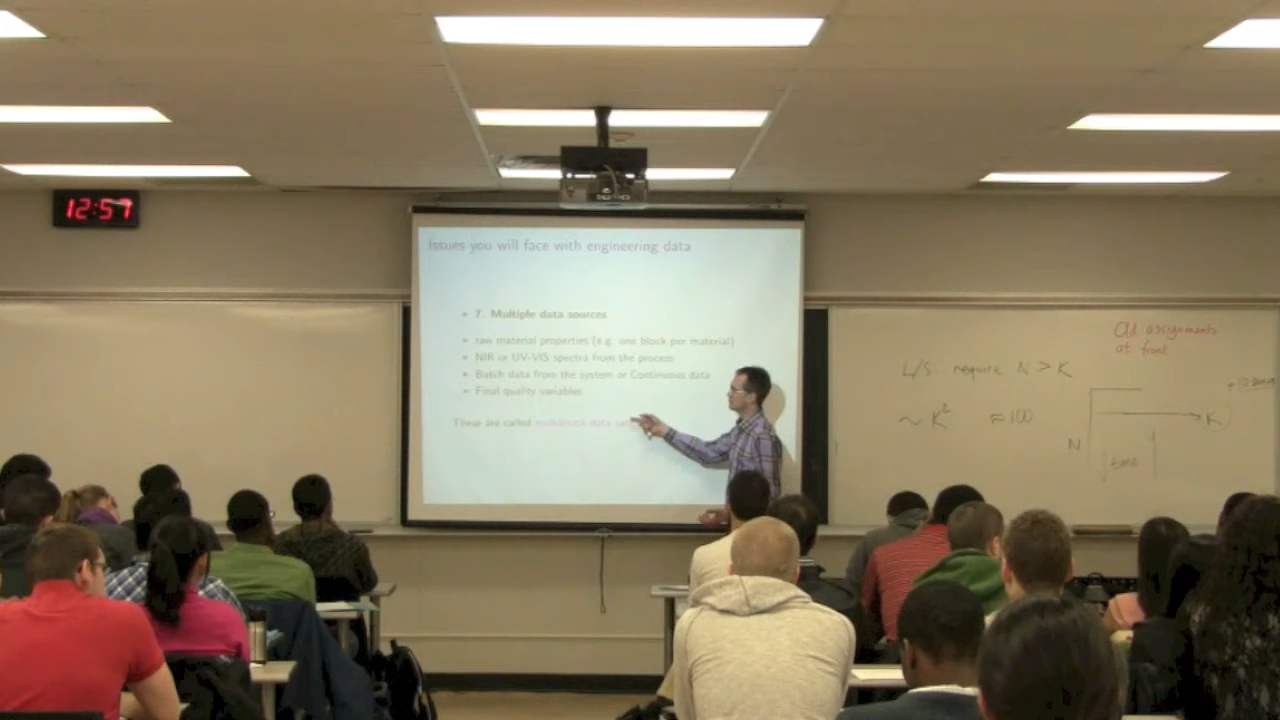 12:57
Issues you will face with engineering data
7. Multiple data sources
raw material properties (e.g. one block per material)
NIR or UV-VIS spectra from the process
Batch data from the system or Continuous data
Final quality variables
These are called multiblock data
Old assignments
at front
L/S: require N > K
~ K² ≈100
K
N
time